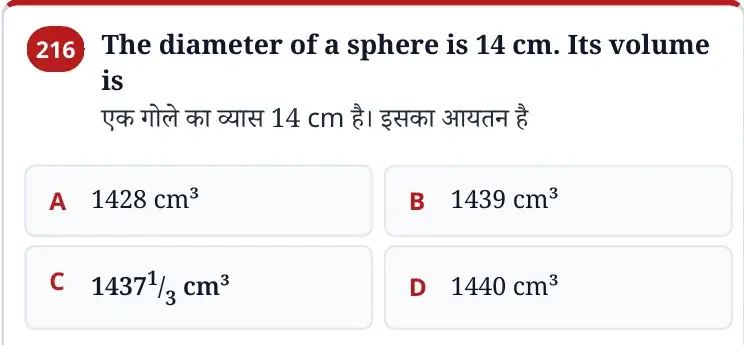 216 The diameter of a sphere is 14 cm. Its volume
is
एक गोले का व्यास 14 cm है। इसका आयतन है
A 1428 cm³ B 1439 cm³
C 1437¹/₃ cm³ D 1440 cm³